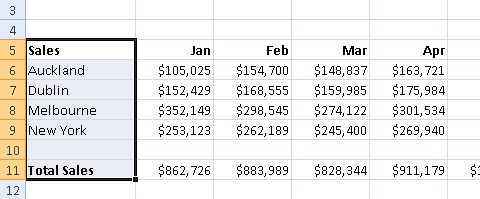 3
4
5 Sales Jan Feb Mar Apr
6 Auckland $105,025 $154,700 $148,837 $163,721
7 Dublin $152,429 $168,555 $159,985 $175,984
8 Melbourne $352,149 $298,545 $274,122 $301,534
9 New York $253,123 $262,189 $245,400 $269,940
10
11 Total Sales $862,726 $883,989 $828,344 $911,179
12